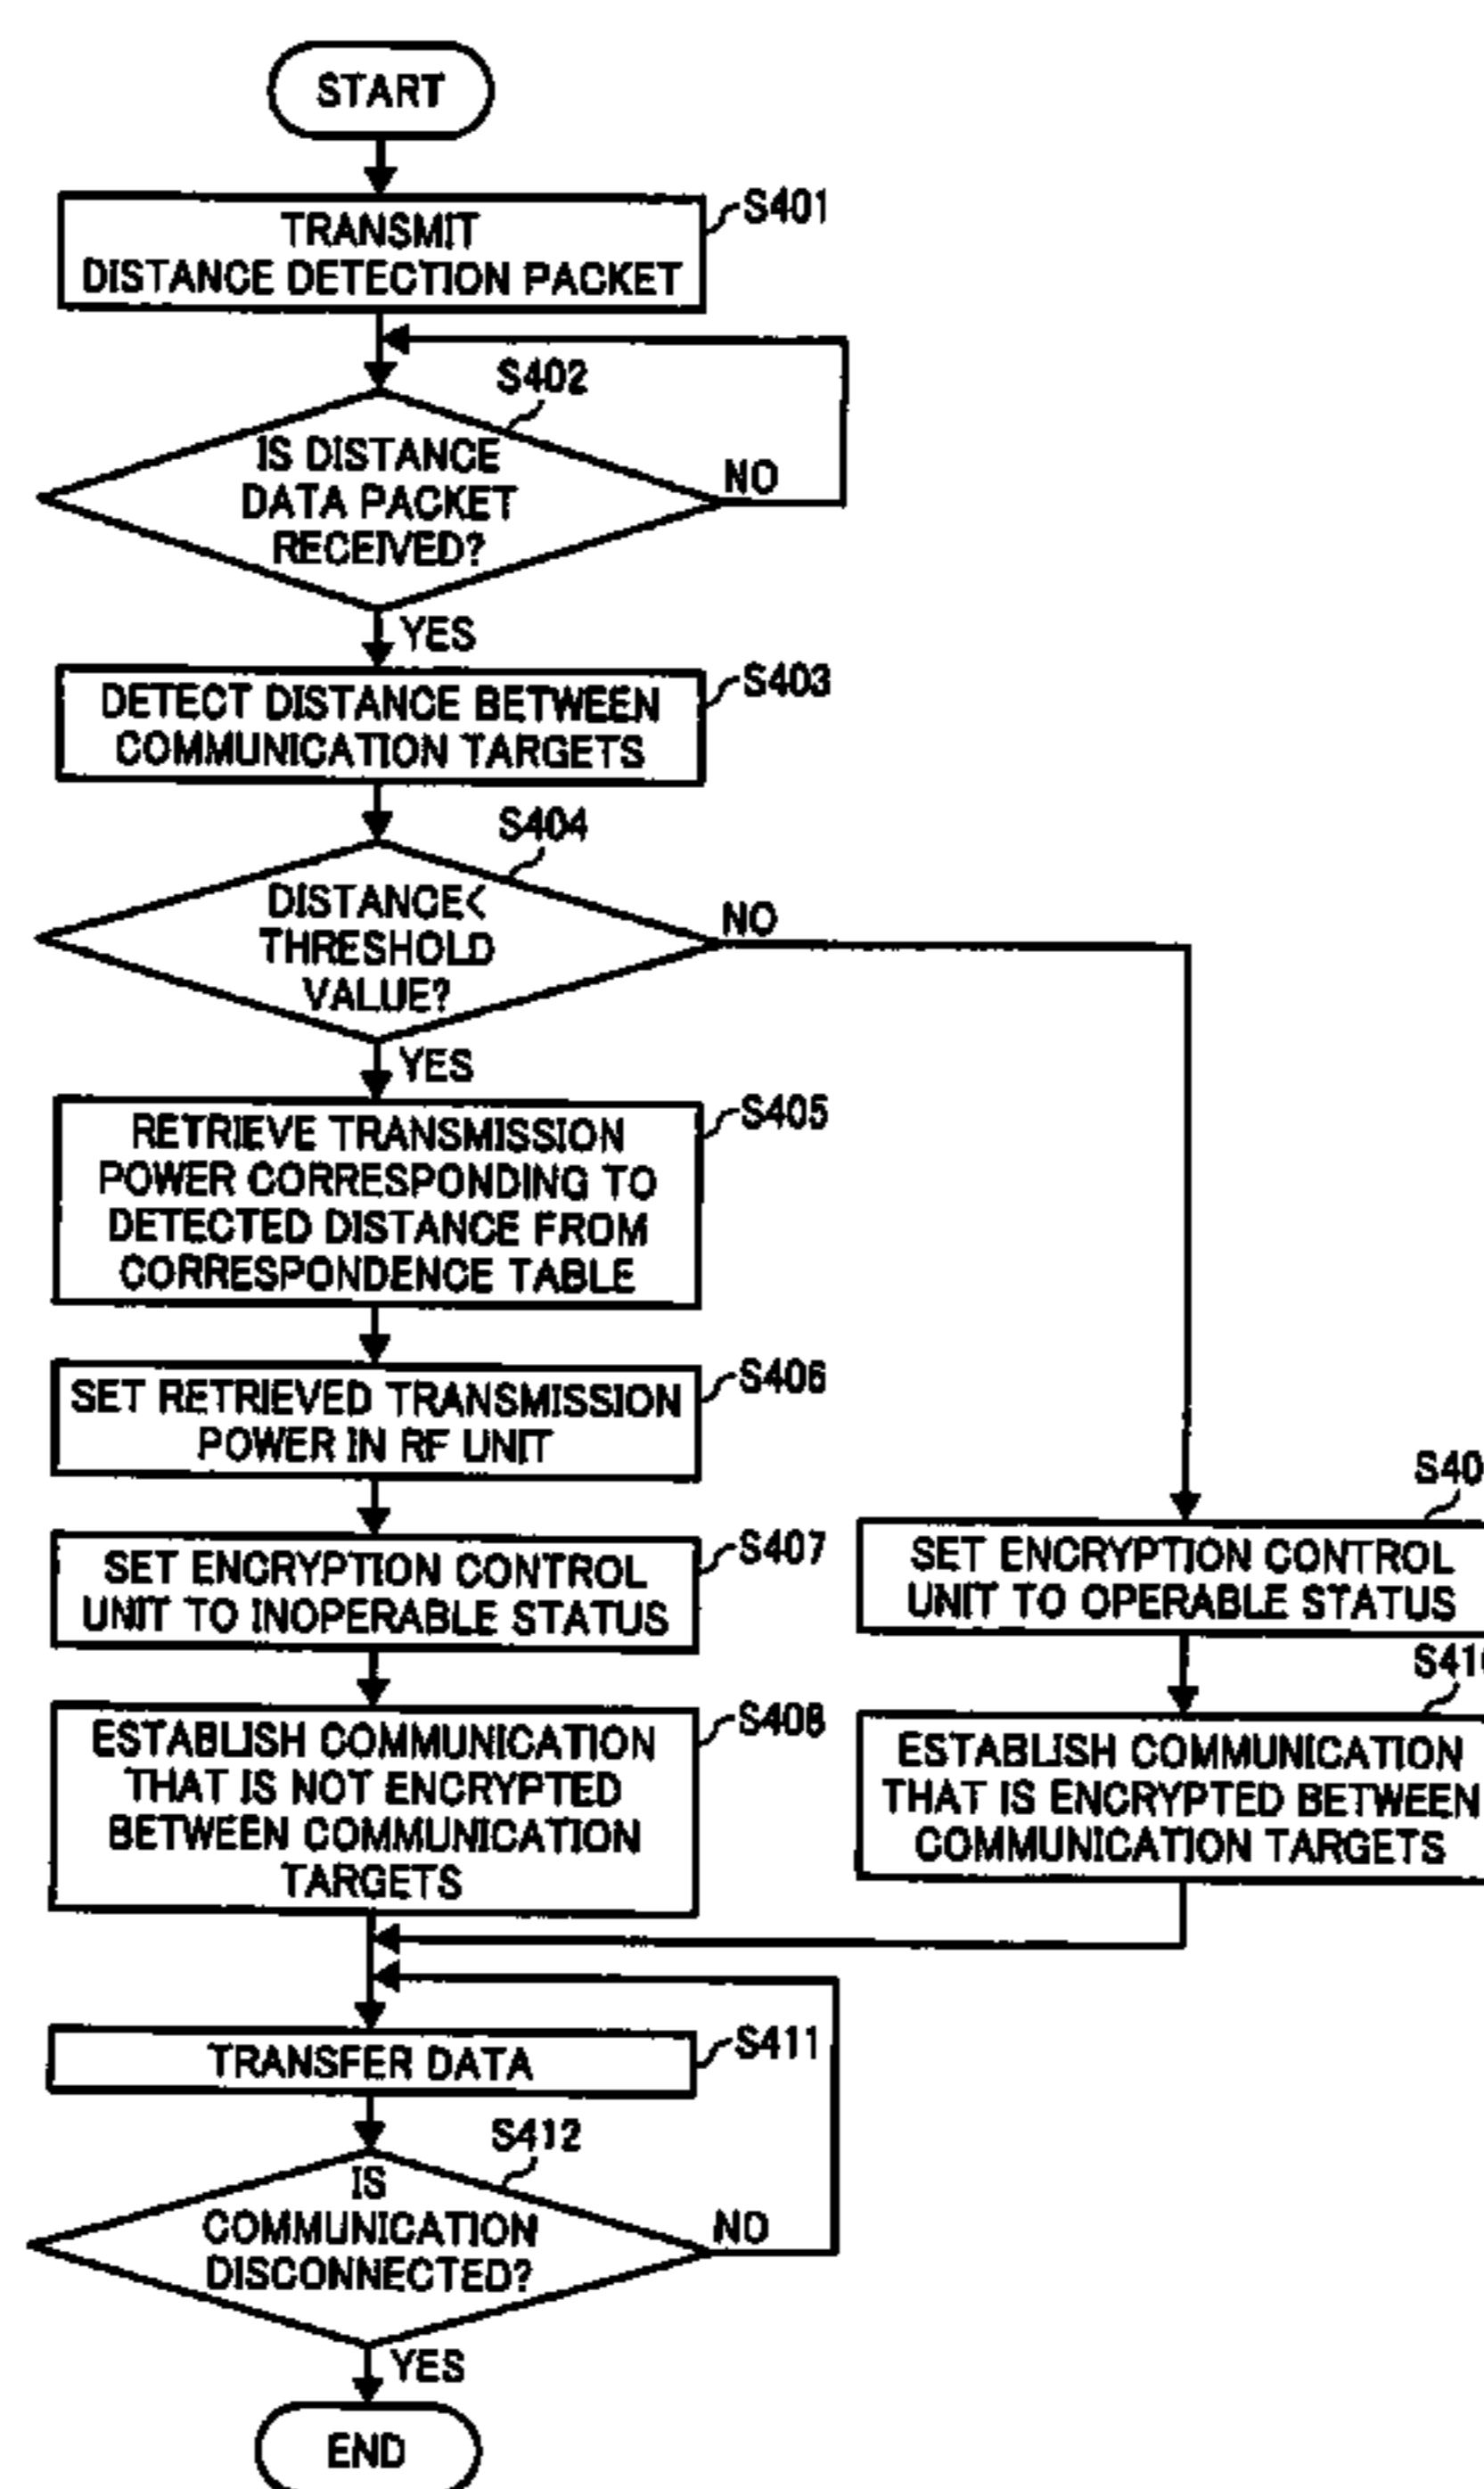 START
TRANSMIT
DISTANCE DETECTION PACKET
S401
S402
IS DISTANCE
DATA PACKET
RECEIVED?
NO
YES
DETECT DISTANCE BETWEEN
COMMUNICATION TARGETS
S403
S404
DISTANCE<
THRESHOLD
VALUE?
NO
YES
RETRIEVE TRANSMISSION
POWER CORRESPONDING TO
DETECTED DISTANCE FROM
CORRESPONDENCE TABLE
S405
SET RETRIEVED TRANSMISSION
POWER IN RF UNIT
S406
SET ENCRYPTION CONTROL
UNIT TO INOPERABLE STATUS
S407
SET ENCRYPTION CONTROL
UNIT TO OPERABLE STATUS
ESTABLISH COMMUNICATION
THAT IS NOT ENCRYPTED
BETWEEN COMMUNICATION
TARGETS
S408
ESTABLISH COMMUNICATION
THAT IS ENCRYPTED BETWEEN
COMMUNICATION TARGETS
TRANSFER DATA
S411
S412
IS
COMMUNICATION
DISCONNECTED?
NO
YES
END